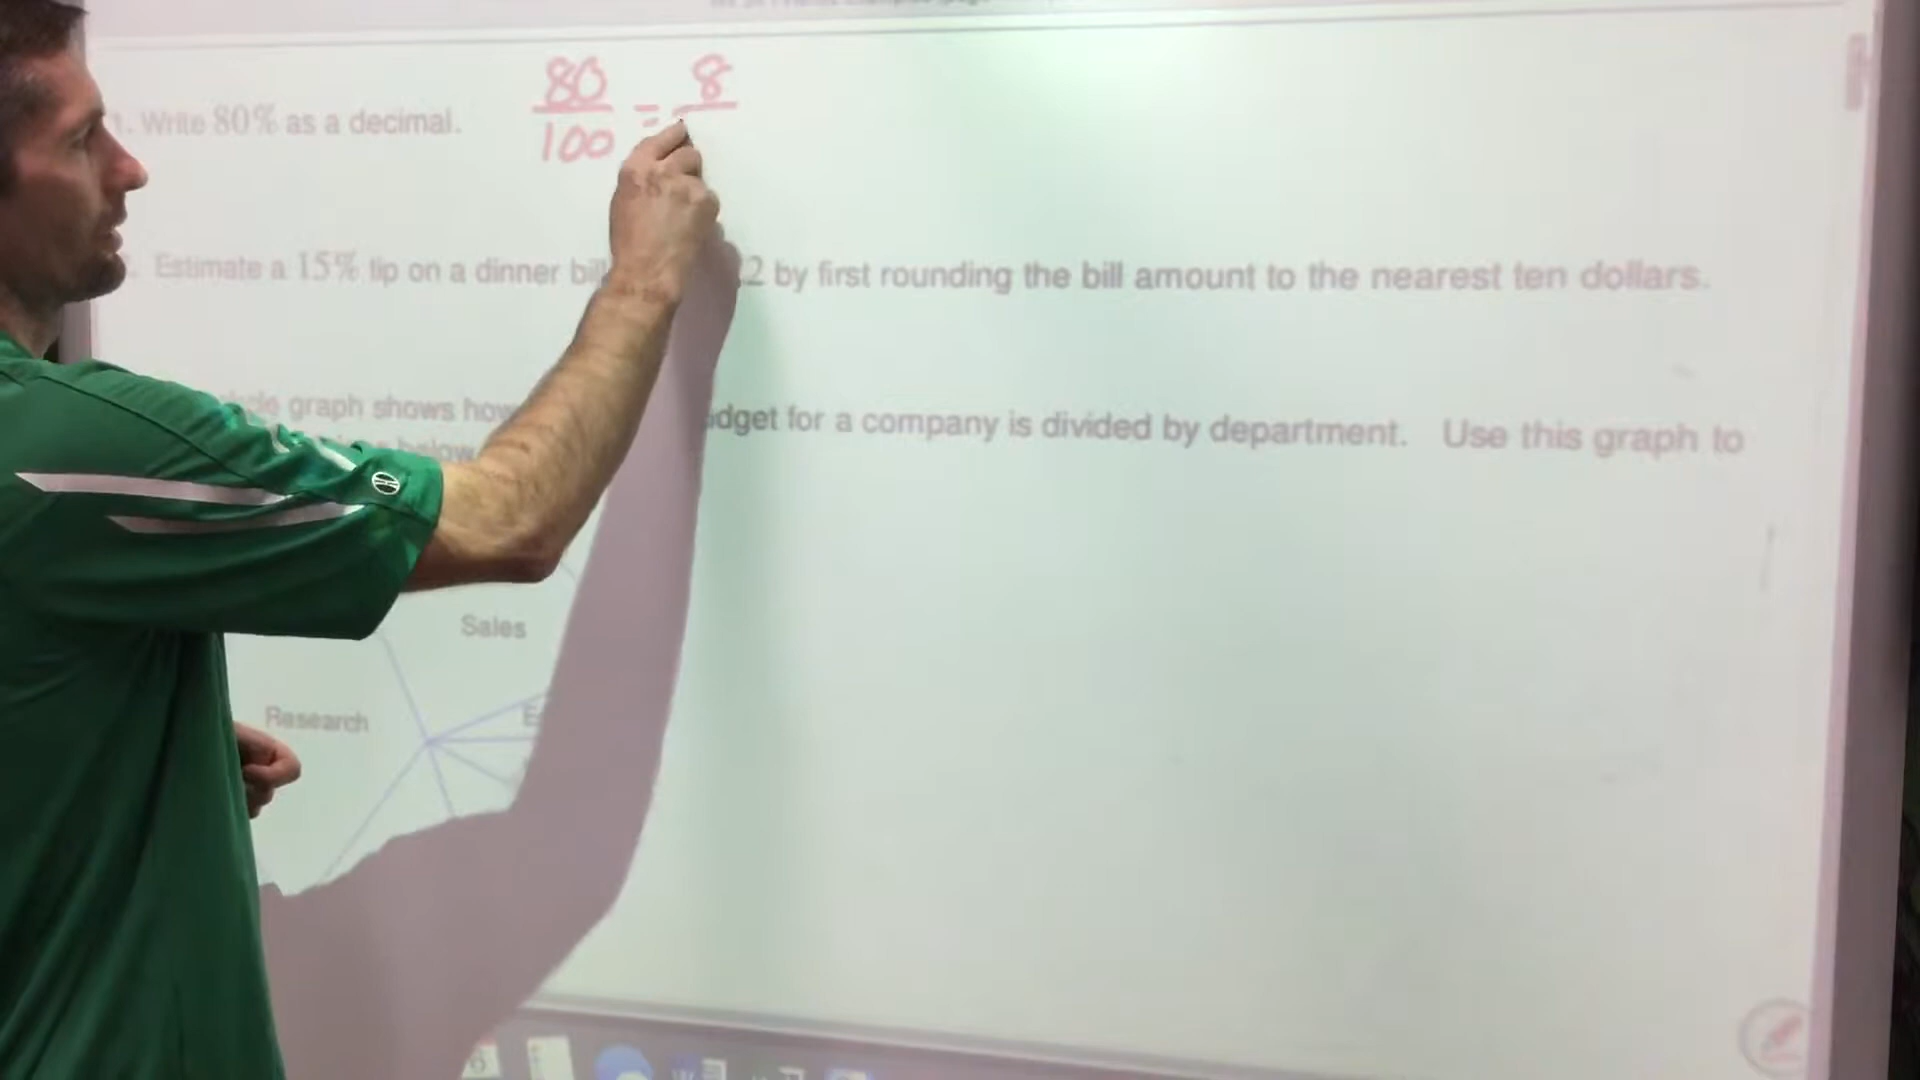 80 8
1. Write 80% as a decimal. =
100
Estimate a 15% tip on a dinner bill 2 by first rounding the bill amount to the nearest ten dollars.
graph shows how for a company is divided by department. Use this graph to
below
Sales
Research